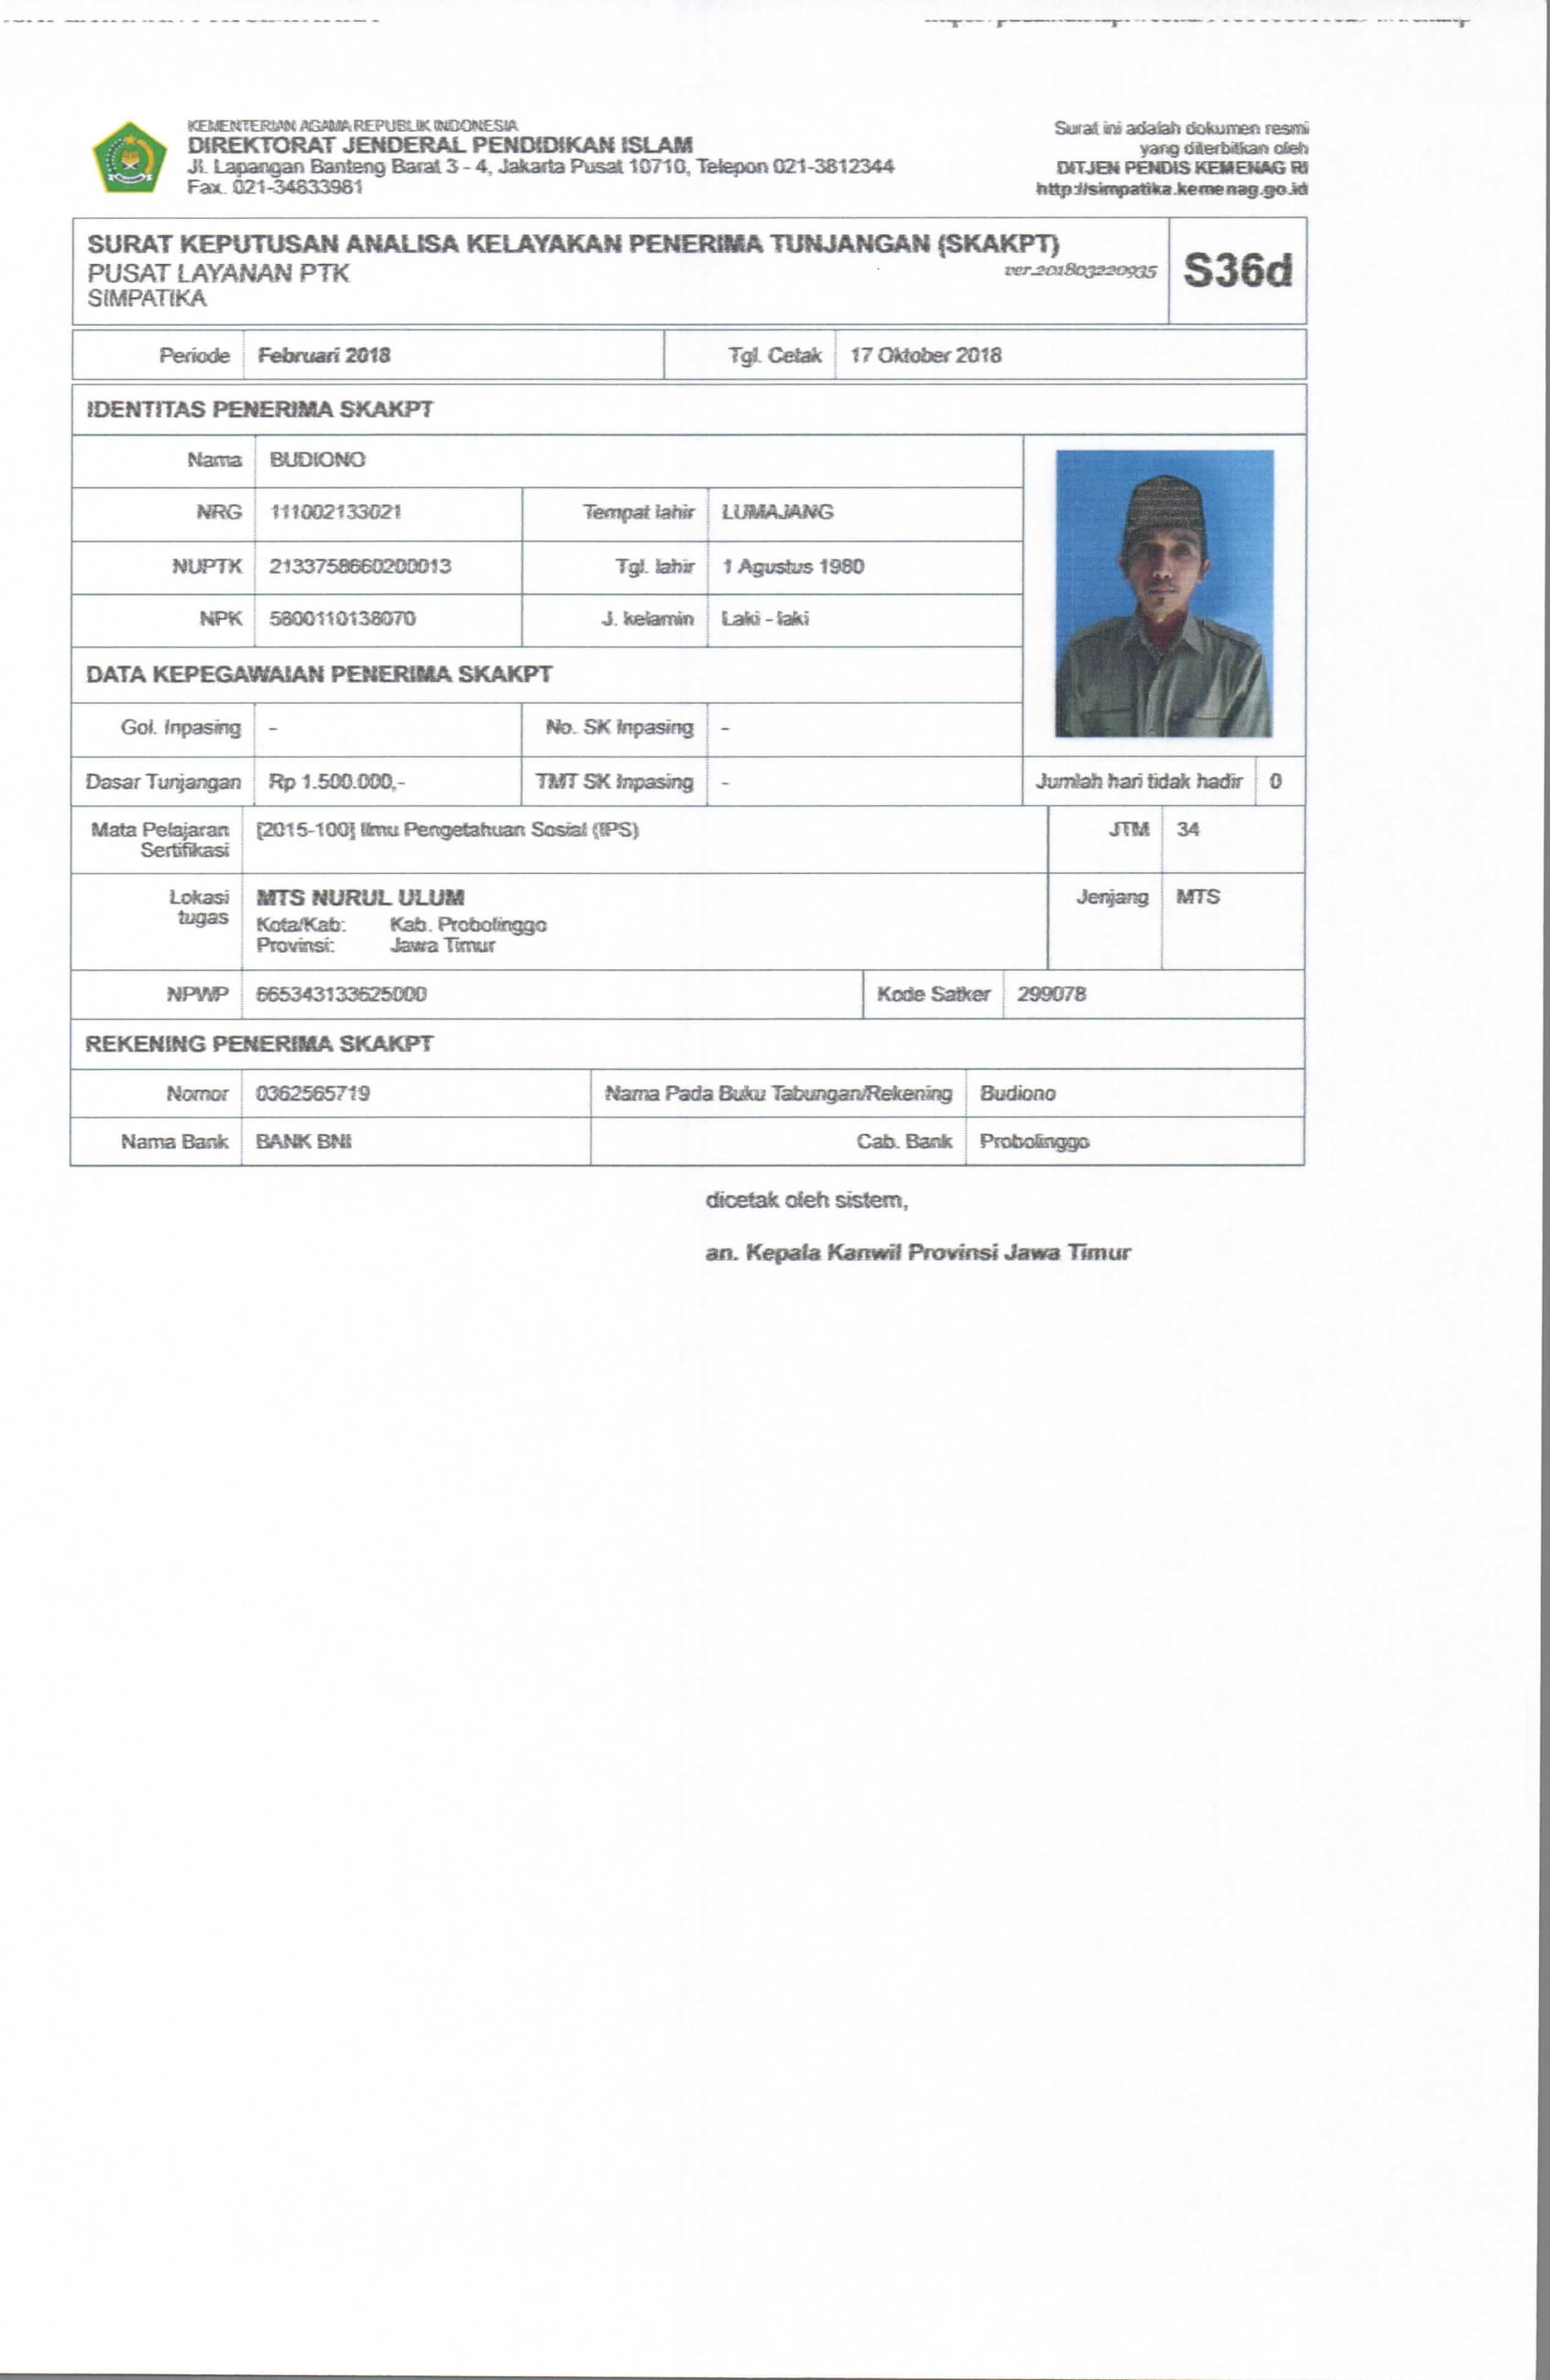 KEMENTERIAN AGAMA REPUBLIK INDONESIA
DIREKTORAT JENDERAL PENDIDIKAN ISLAM
Jl. Lapangan Banteng Barat 3 - 4, Jakarta Pusat 10710, Telepon 021-3812344
Fax. 021-34833981
Surat ini adalah dokumen resmi
yang diterbitkan oleh
DITJEN PENDIS KEMENAG RI
http://simpatika.kemenag.go.id
SURAT KEPUTUSAN ANALISA KELAYAKAN PENERIMA TUNJANGAN (SKAKPT)
PUSAT LAYANAN PTK
ver.201803220935
SIMPATIKA
S36d
Periode Februari 2018 Tgl. Cetak 17 Oktober 2018
IDENTITAS PENERIMA SKAKPT
Nama BUDIONO
NRG 111002133021 Tempat lahir LUMAJANG
NUPTK 2133758660200013 Tgl. lahir 1 Agustus 1980
NPK 5800110138070 J. kelamin Laki - laki
DATA KEPEGAWAIAN PENERIMA SKAKPT
Gol. Inpasing - No. SK Inpasing -
Dasar Tunjangan Rp 1.500.000,- TMT SK Inpasing - Jumlah hari tidak hadir 0
Mata Pelajaran [2015-100] Ilmu Pengetahuan Sosial (IPS) JTM 34
Sertifikasi
Lokasi MTS NURUL ULUM Jenjang MTS
tugas
Kota/Kab: Kab. Probolinggo
Provinsi: Jawa Timur
NPWP 665343133625000 Kode Satker 299078
REKENING PENERIMA SKAKPT
Nomor 0362565719 Nama Pada Buku Tabungan/Rekening Budiono
Nama Bank BANK BNI Cab. Bank Probolinggo
dicetak oleh sistem,
an. Kepala Kanwil Provinsi Jawa Timur